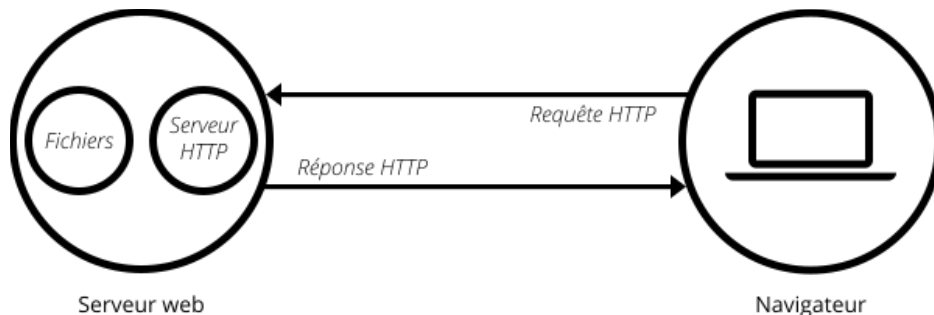 Fichiers
Serveur
HTTP
Requête HTTP
Réponse HTTP
Serveur web
Navigateur